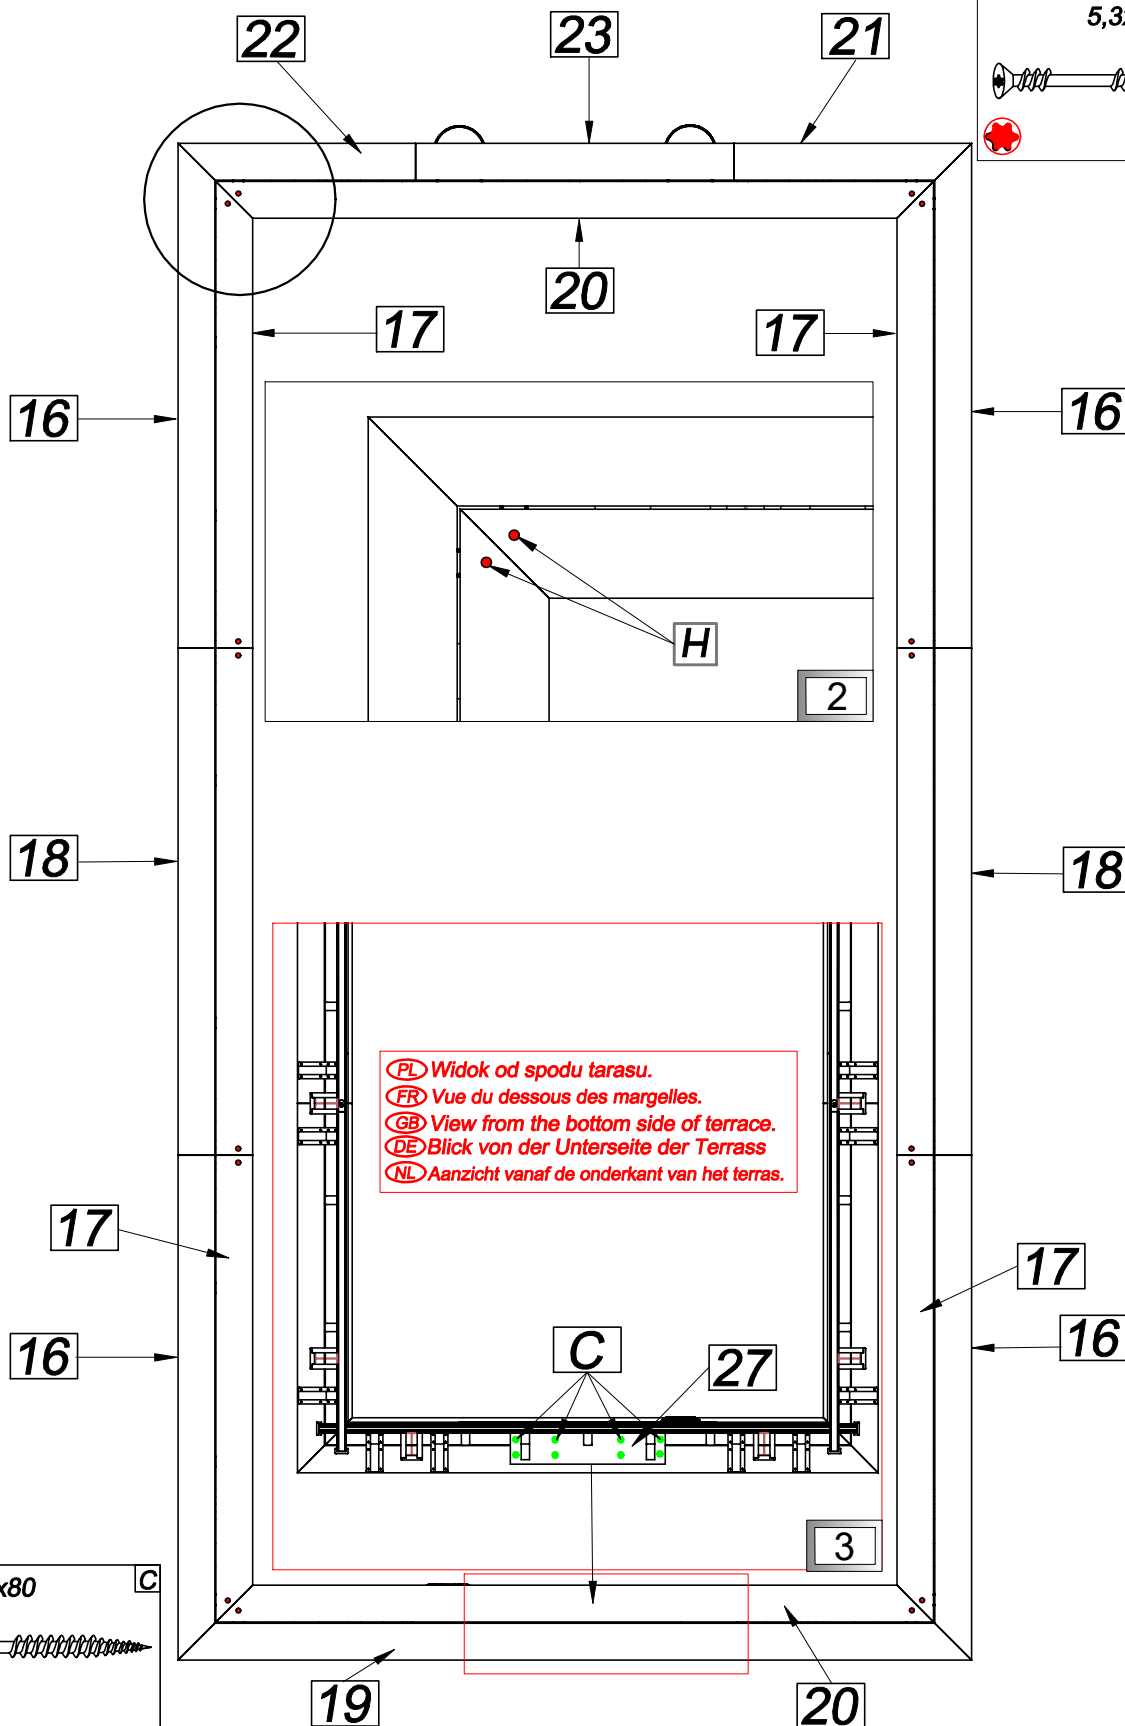 5,3
22
23
21
20
17
17
16
16
H
2
18
18
PL Widok od spodu tarasu.
FR Vue du dessous des margelles.
GB View from the bottom side of terrace.
DE Blick von der Unterseite der Terrass
NL Aanzicht vanaf de onderkant van het terras.
17
17
16
16
C
27
3
x80
C
19
20